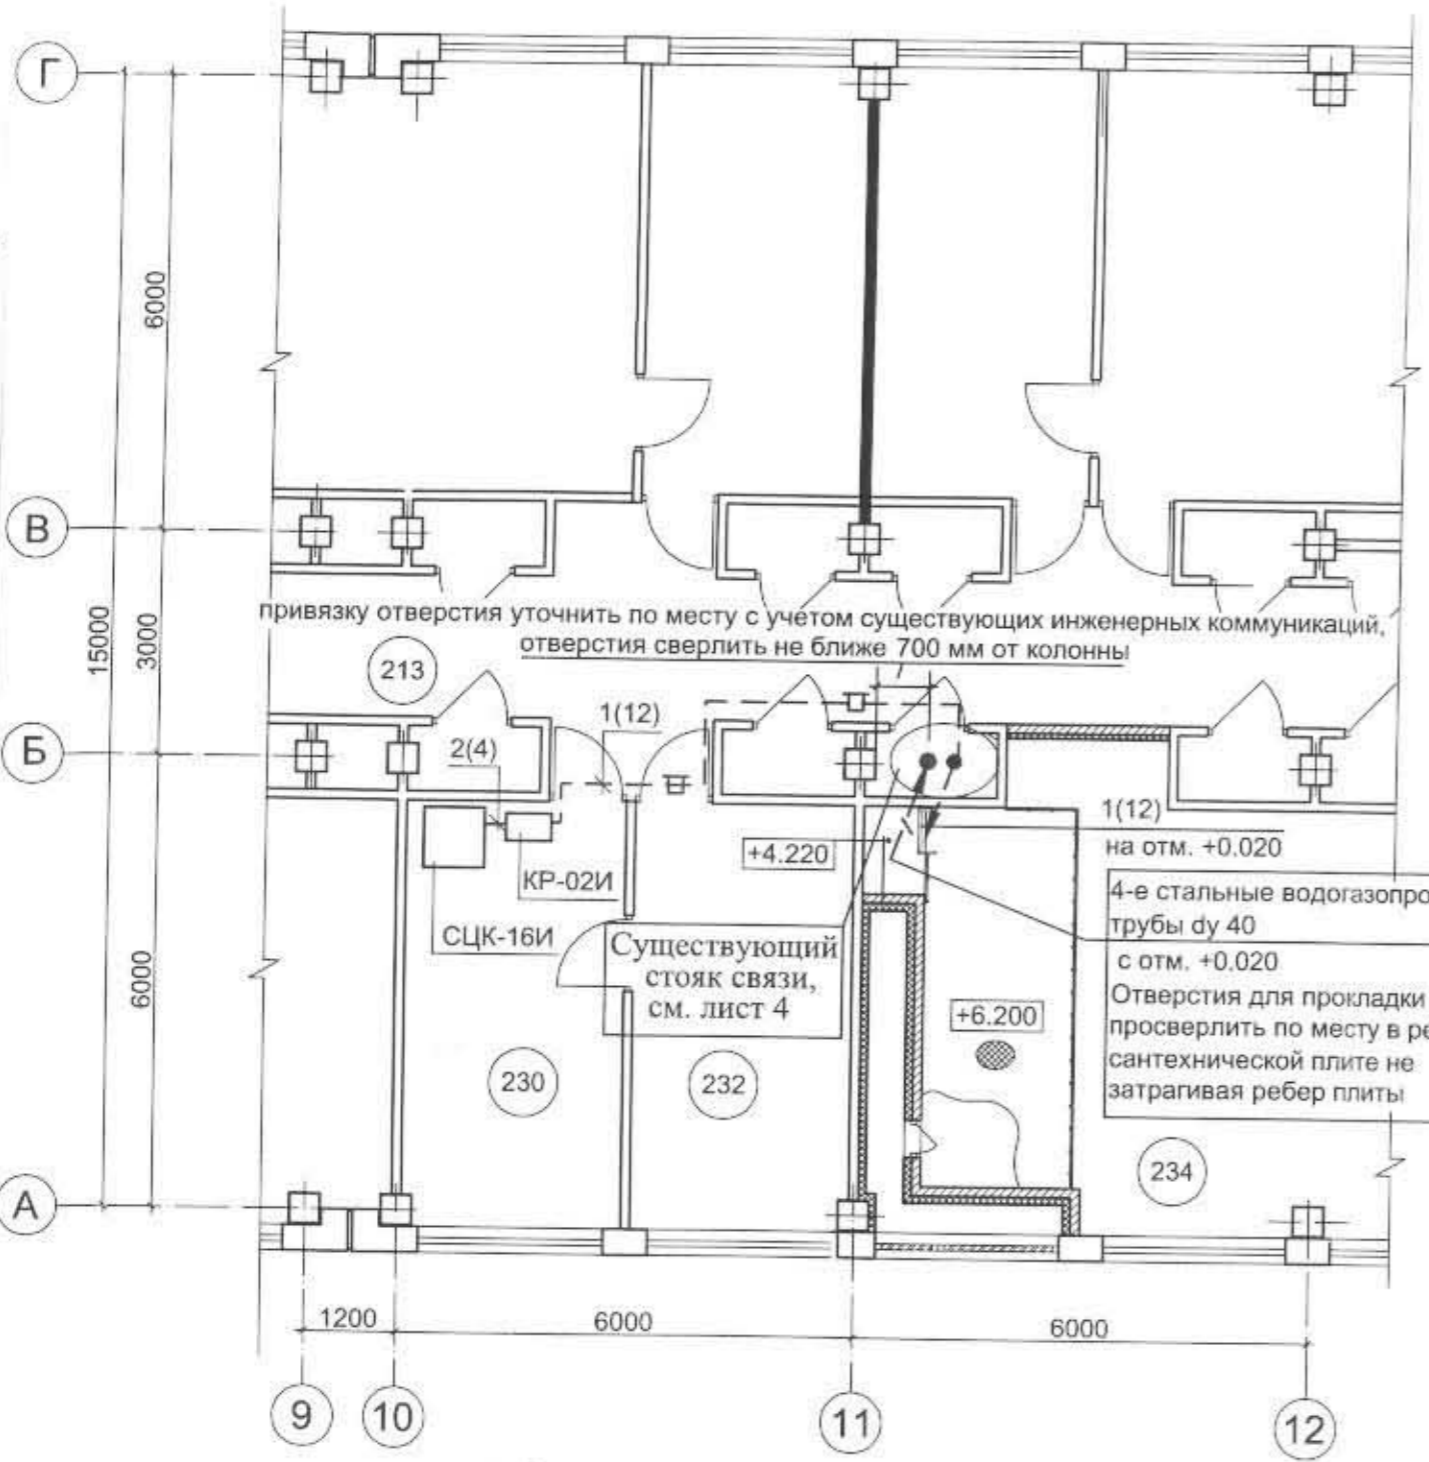 Г
6000
В
привязку отверстия уточнить по месту с учетом существующих инженерных коммуникаций,
отверстия сверлить не ближе 700 мм от колонны
15000
3000
213
1(12)
Б
2(4)
1(12)
на отм. +0.020
+4.220
КР-02И
4-е стальные водогазопро
трубы dy 40
СЦК-16И
Существующий
стояк связи,
см. лист 4
с отм. +0.020
Отверстия для прокладки
просверлить по месту в ре
сантехнической плите не
затрагивая ребер плиты
6000
+6.200
230
232
234
А
1200
6000
6000
9
10
11
12